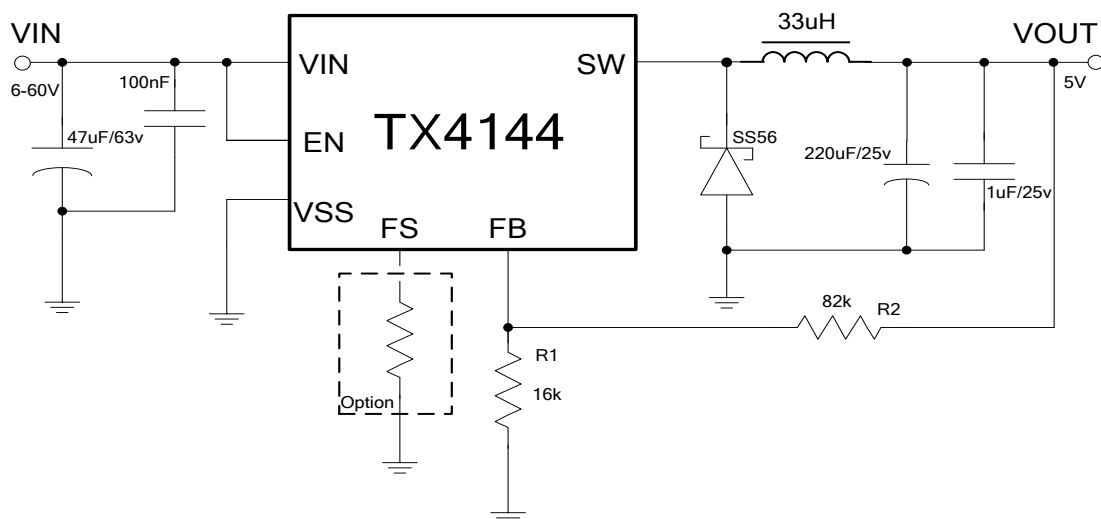 33uH
VIN
VOUT
VIN
SW
6-60V
100nF
5V
TX4144
47uF/63v
EN
SS56
220uF/25v
1uF/25v
VSS
FS
FB
82k
R2
R1
16k
Option